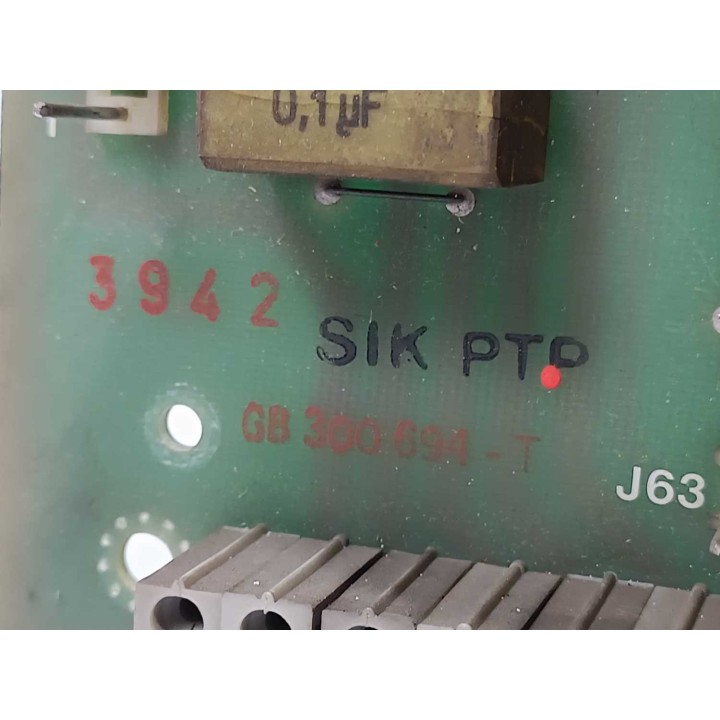 0,1µF
3942
SIK PTP
GB 300 694-T
J63